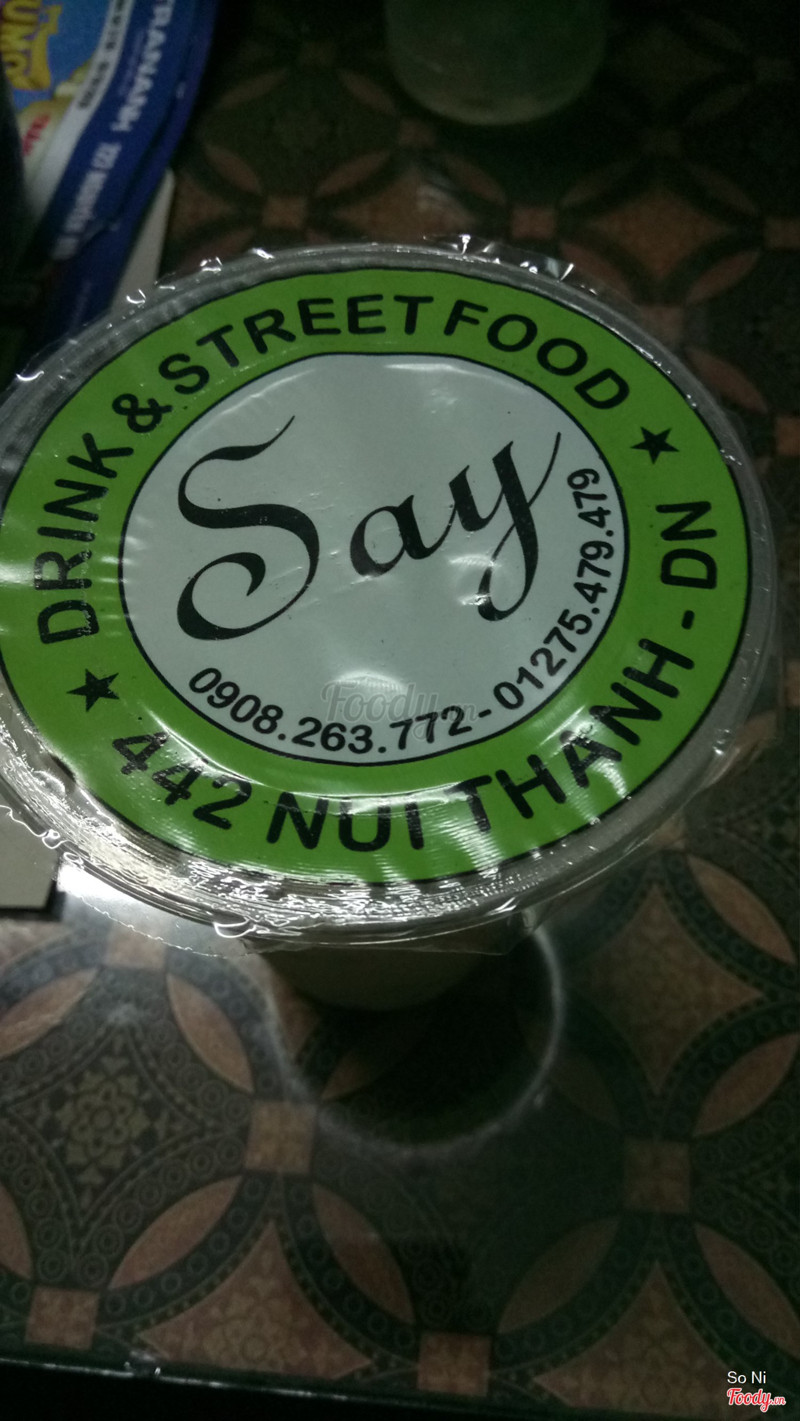 DRINK & STREET FOOD
Say
0908.263.772 - 01275.479.479
442 NUI THANH - DN
Foody.vn
TRANANH
So Ni
Foody.vn